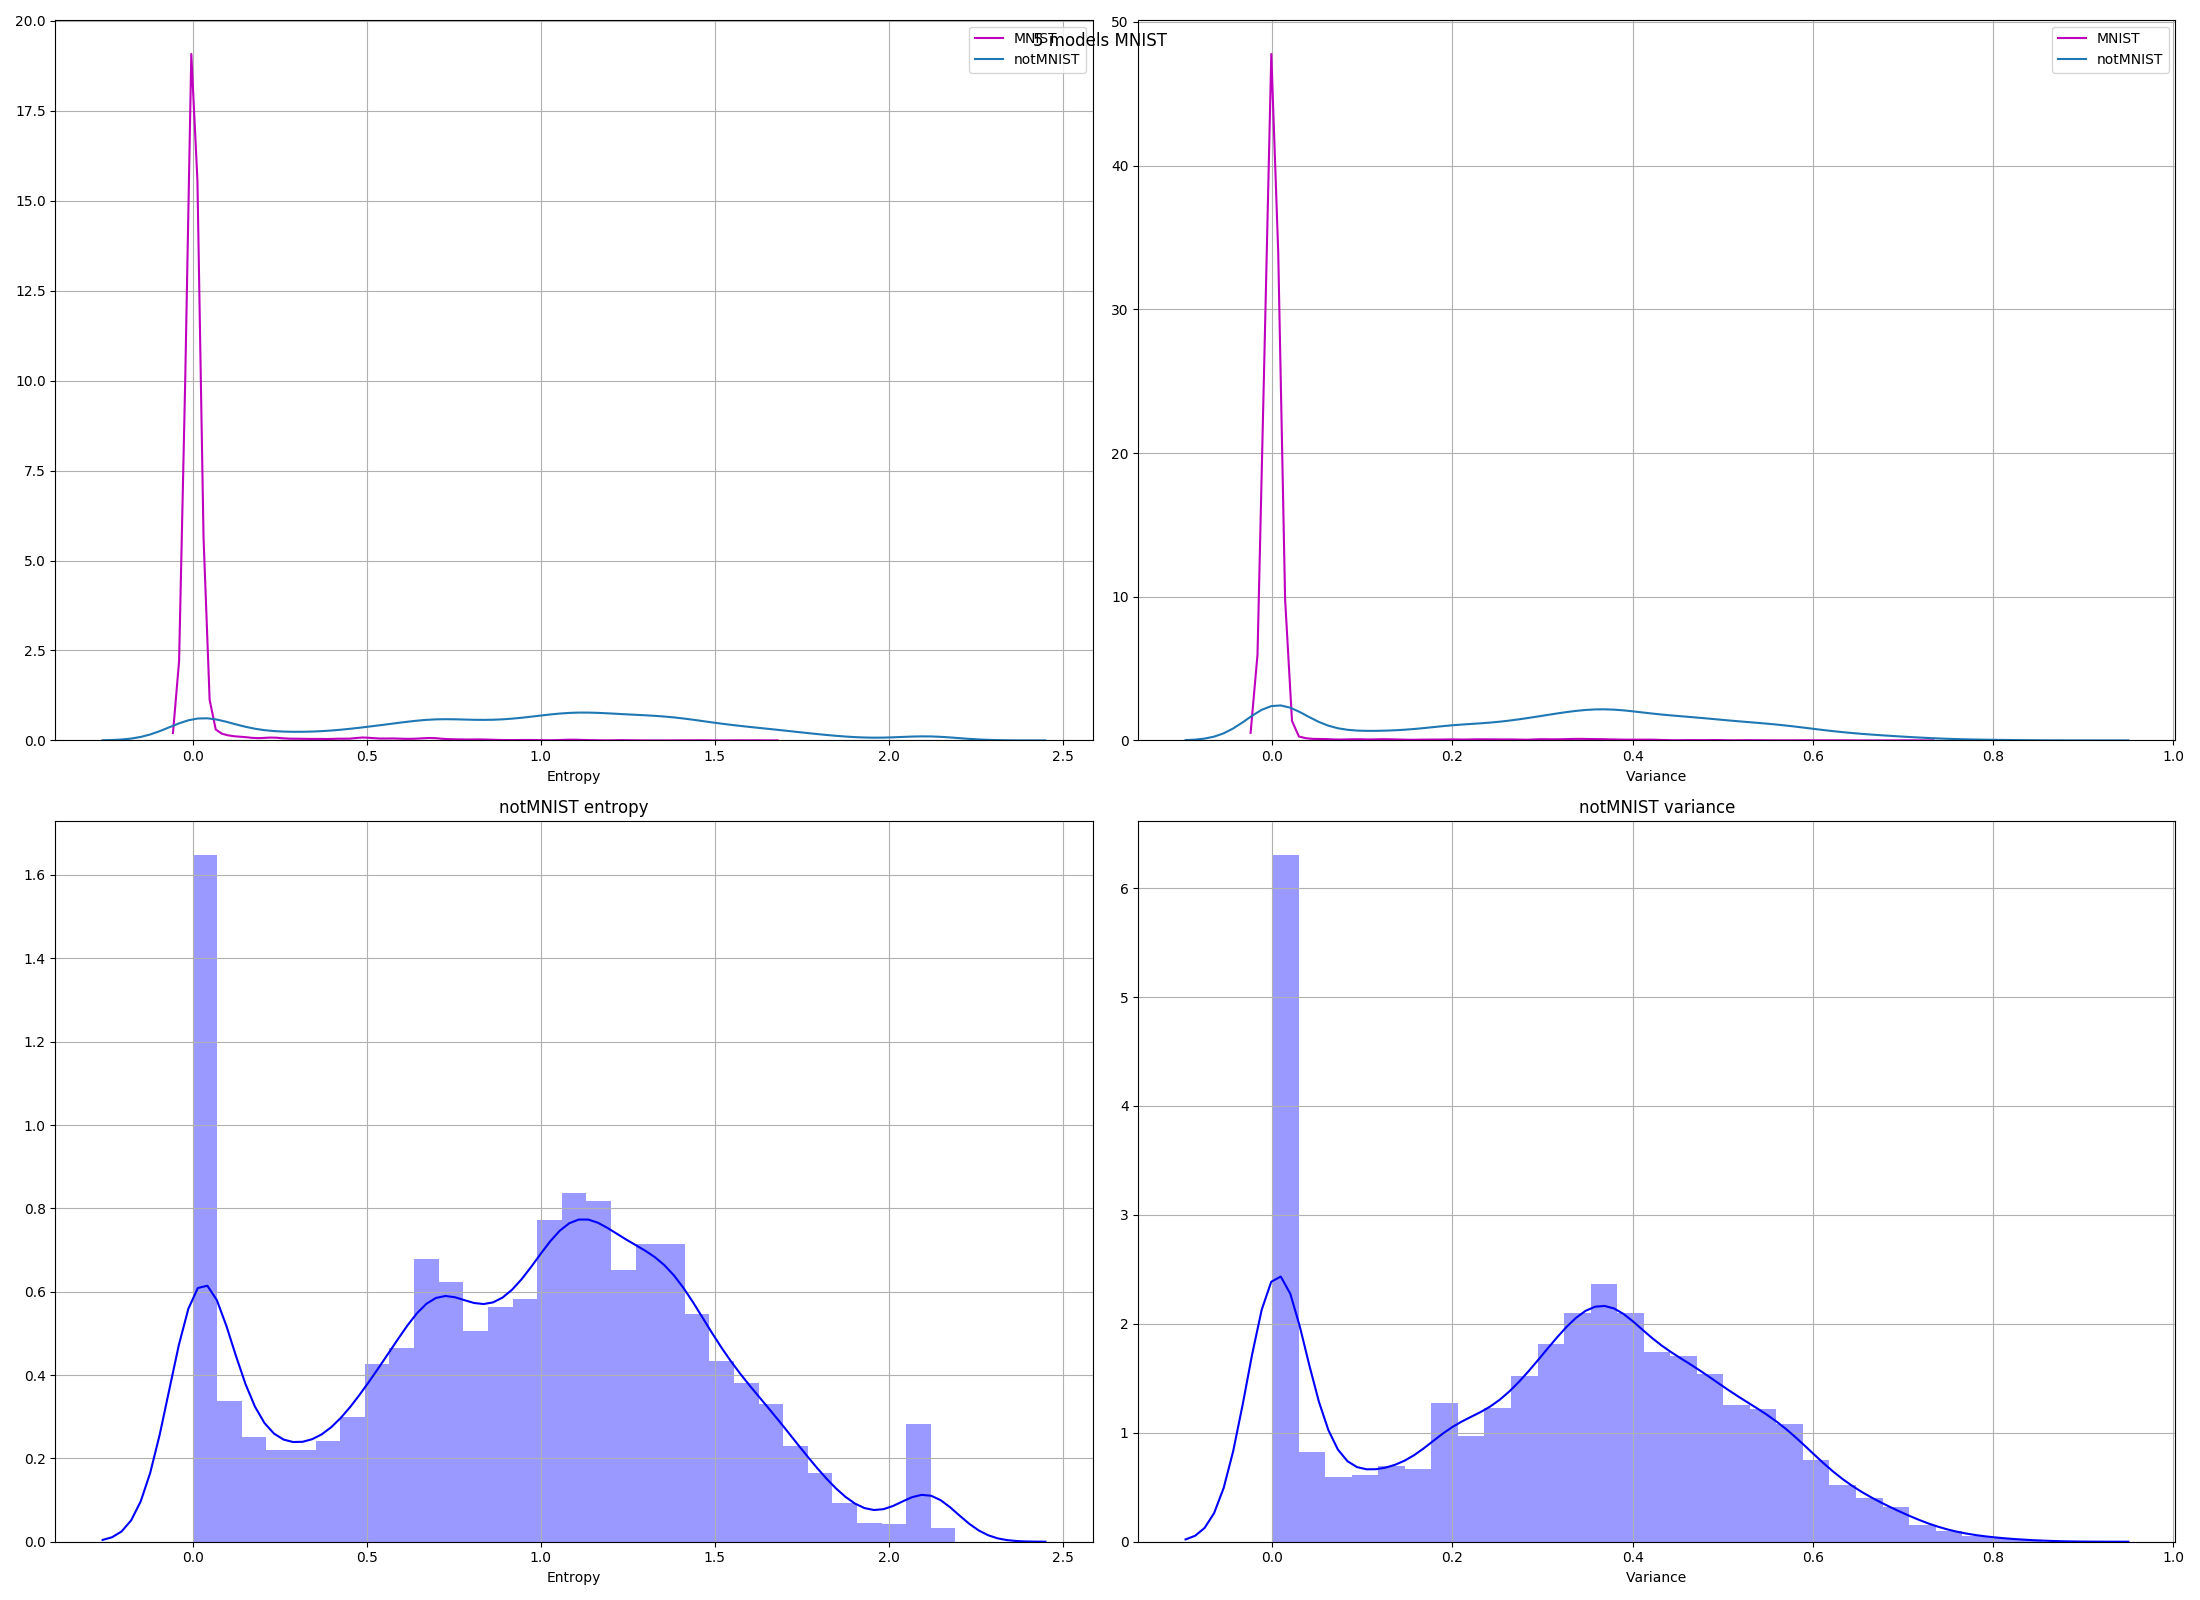 5 models MNIST
20.0
17.5
15.0
12.5
10.0
7.5
5.0
2.5
0.0
0.0 0.5 1.0 1.5 2.0 2.5
Entropy
MNIST
notMNIST
50
40
30
20
10
0
0.0 0.2 0.4 0.6 0.8 1.0
Variance
MNIST
notMNIST
notMNIST entropy
1.6
1.4
1.2
1.0
0.8
0.6
0.4
0.2
0.0
0.0 0.5 1.0 1.5 2.0 2.5
Entropy
notMNIST variance
6
5
4
3
2
1
0
0.0 0.2 0.4 0.6 0.8 1.0
Variance